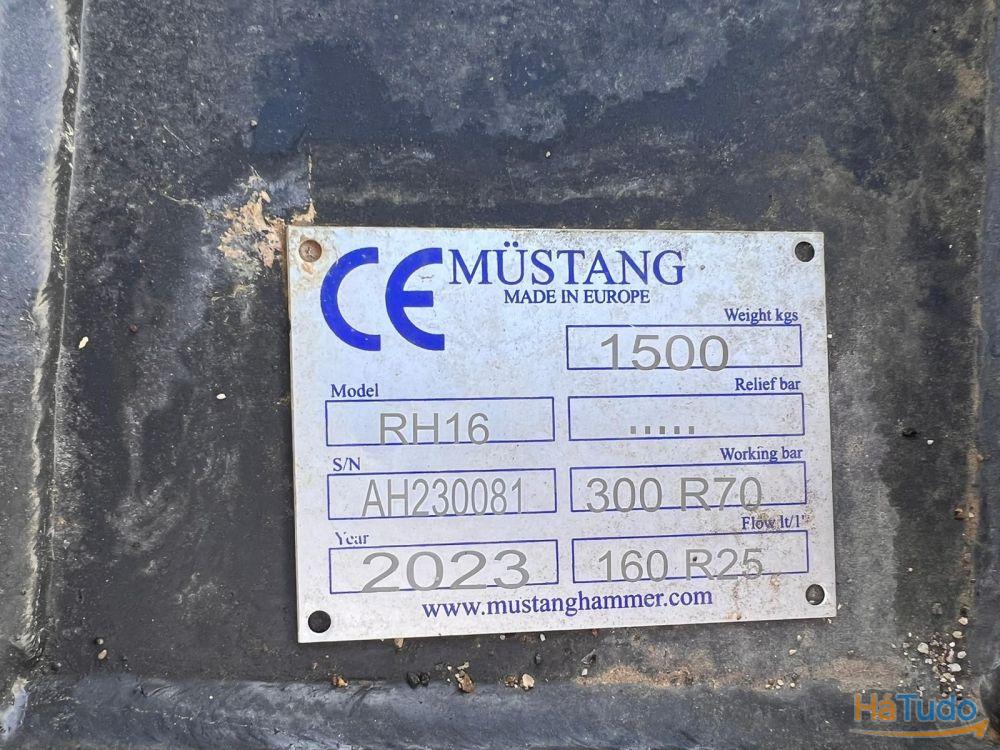 CE MÜSTANG
MADE IN EUROPE
Weight kgs
1500
Model
RH16
Relief bar
.....
S/N
AH230081
Working bar
300 R70
Year
2023
Flow lt/1'
160 R25
www.mustanghammer.com
HáTudo